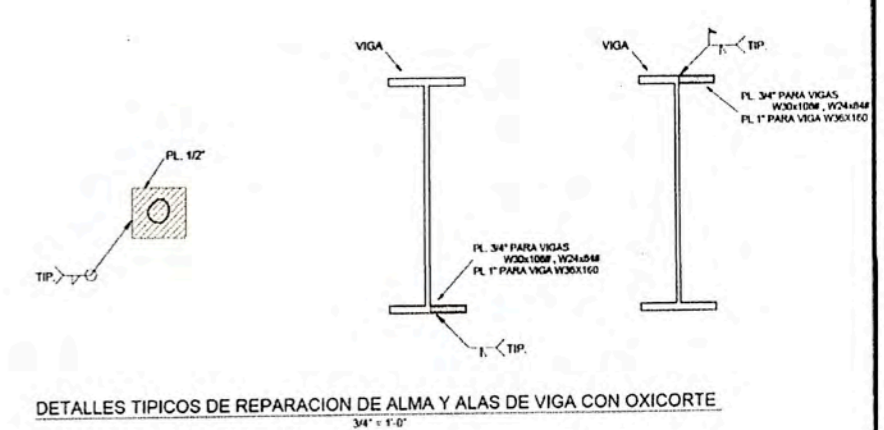 PL. 1/2"
TIP.
VIGA
PL. 3/4" PARA VIGAS
W30x108#, W24x84#
PL 1" PARA VIGA W36X160
TIP.
VIGA
TIP.
PL. 3/4" PARA VIGAS
W30x108#, W24x84#
PL 1" PARA VIGA W36X160
DETALLES TIPICOS DE REPARACION DE ALMA Y ALAS DE VIGA CON OXICORTE
3/4" = 1'-0"